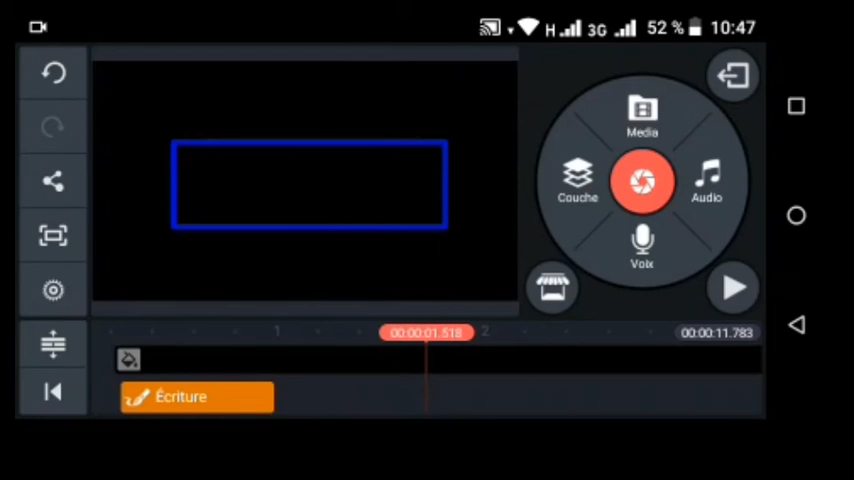 H 3G 52 % 10:47
Media
Couche
Audio
Voix
1 00:00:01.518 2 00:00:11.783
Écriture